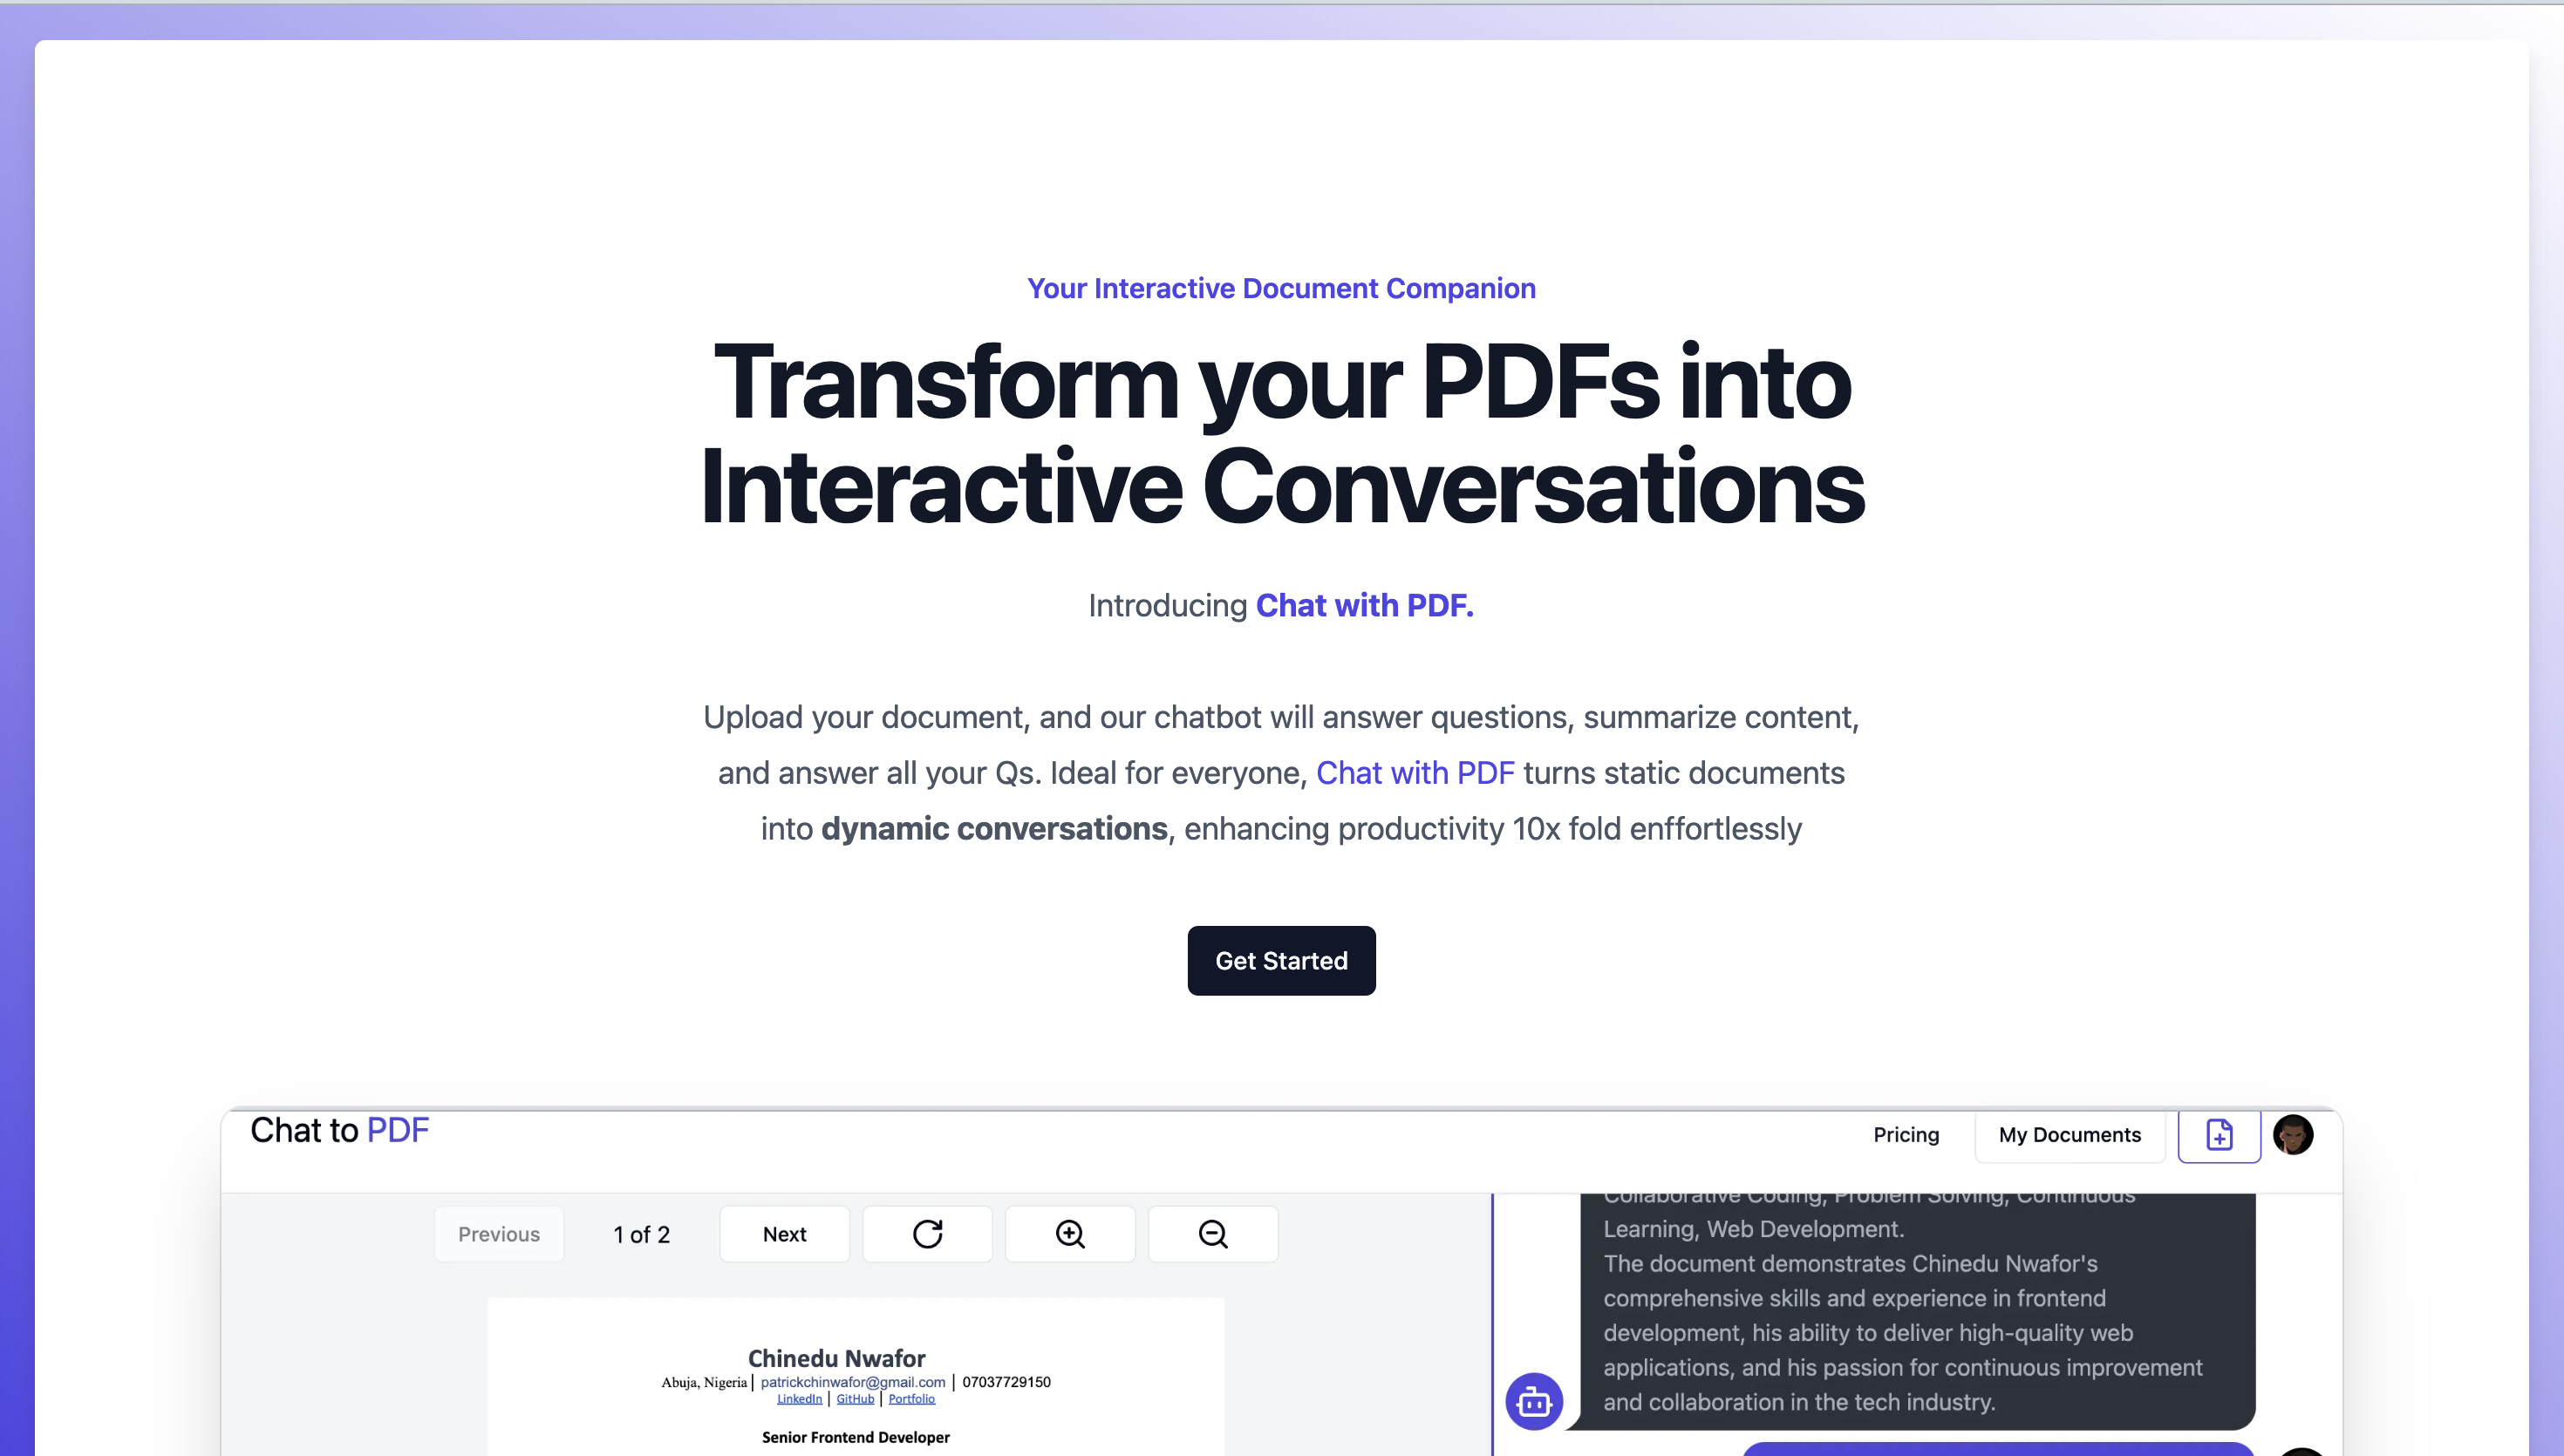 Your Interactive Document Companion
Transform your PDFs into
Interactive Conversations
Introducing Chat with PDF.
Upload your document, and our chatbot will answer questions, summarize content,
and answer all your Qs. Ideal for everyone, Chat with PDF turns static documents
into dynamic conversations, enhancing productivity 10x fold enffortlessly
Get Started
Chat to PDF
Pricing
My Documents
Previous
1 of 2
Next
Chinedu Nwafor
Abuja, Nigeria | patrickchinwafor@gmail.com | 07037729150
LinkedIn | GitHub | Portfolio
Senior Frontend Developer
Collaborative Coding, Problem Solving, Continuous
Learning, Web Development.
The document demonstrates Chinedu Nwafor's
comprehensive skills and experience in frontend
development, his ability to deliver high-quality web
applications, and his passion for continuous improvement
and collaboration in the tech industry.